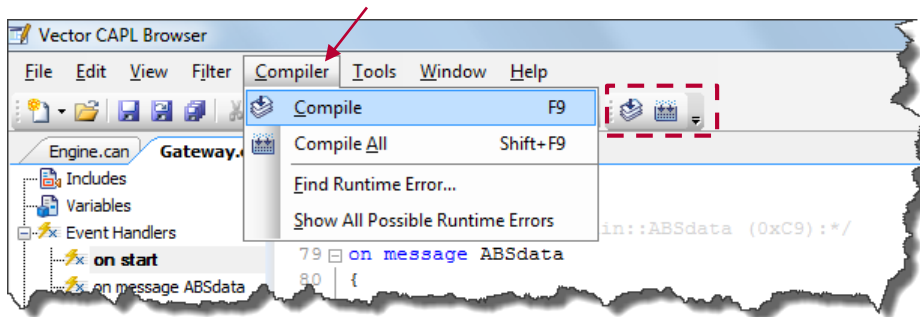 Vector CAPL Browser
File Edit View Filter Compiler Tools Window Help
Compile F9
Engine.can Gateway.
Compile All Shift+F9
Includes
Find Runtime Error...
Variables
Show All Possible Runtime Errors
in::ABSdata (0xC9):*/
Event Handlers
on start
79 on message ABSdata
on message ABSdata
80 {